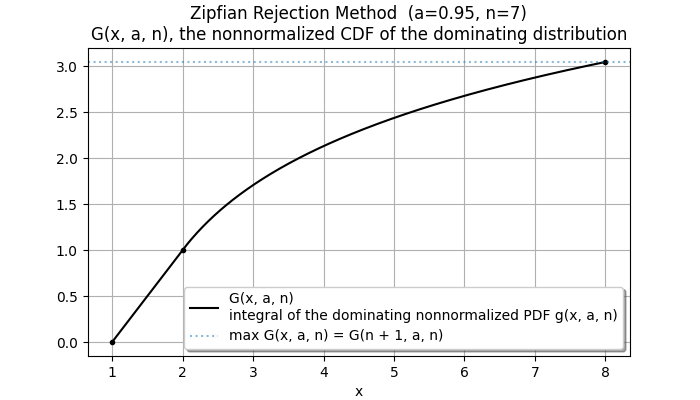 Zipfian Rejection Method  (a=0.95, n=7)
G(x, a, n), the nonnormalized CDF of the dominating distribution
3.0
2.5
2.0
1.5
1.0
0.5
0.0
G(x, a, n)
integral of the dominating nonnormalized PDF g(x, a, n)
max G(x, a, n) = G(n + 1, a, n)
1 2 3 4 5 6 7 8
x